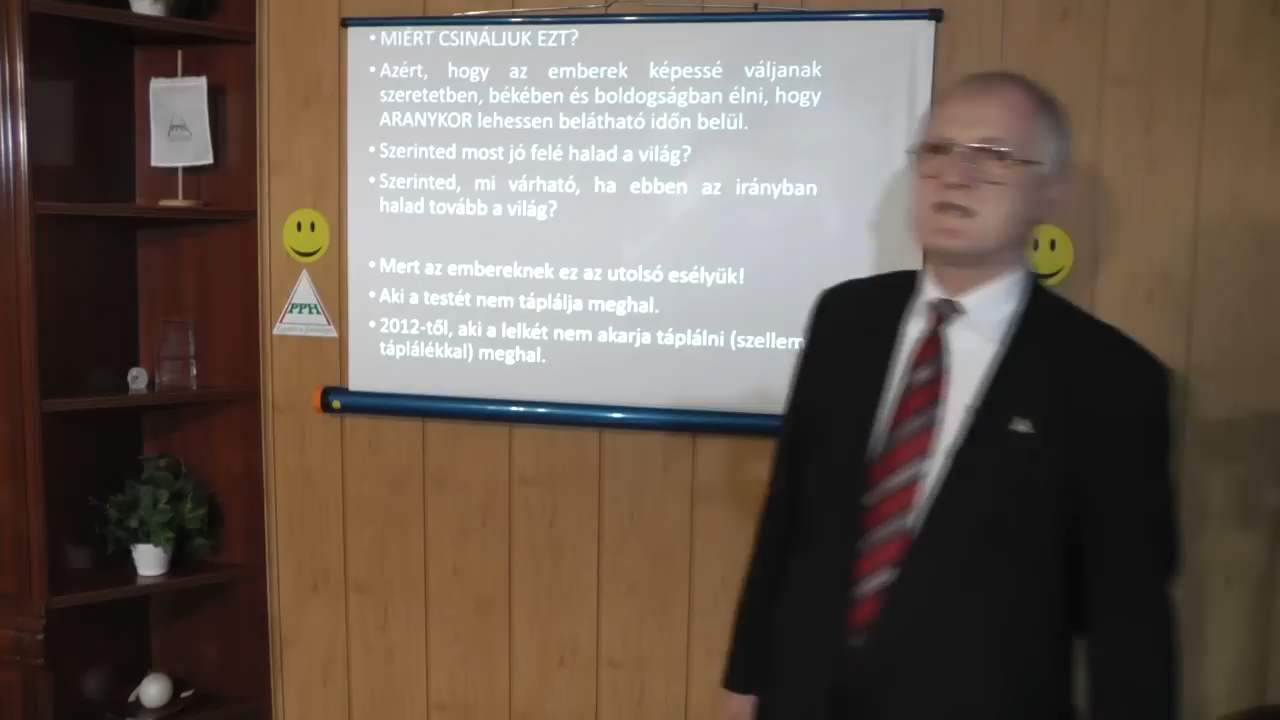 • MIÉRT CSINÁLJUK EZT?
• Azért, hogy az emberek képessé váljanak
szeretetben, békében és boldogságban élni, hogy
ARANYKOR lehessen belátható időn belül.
• Szerinted most jó felé halad a világ?
• Szerinted, mi várható, ha ebben az irányban
halad tovább a világ?
• Mert az embereknek ez az utolsó esélyük!
• Aki a testét nem táplálja meghal.
• 2012-től, aki a lelkét nem akarja táplálni (szellem
táplálékkal) meghal.
PPH